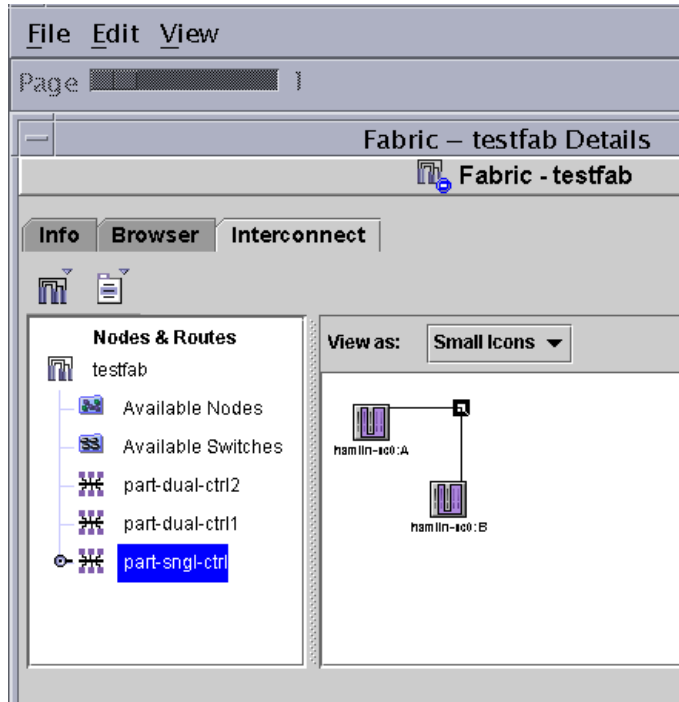 File Edit View
Page 1
Fabric – testfab Details
Fabric - testfab
Info Browser Interconnect
Nodes & Routes
testfab
Available Nodes
Available Switches
part-dual-ctrl2
part-dual-ctrl1
part-sngl-ctrl
View as: Small Icons
hamlin-sc0:A
hamlin-sc0:B